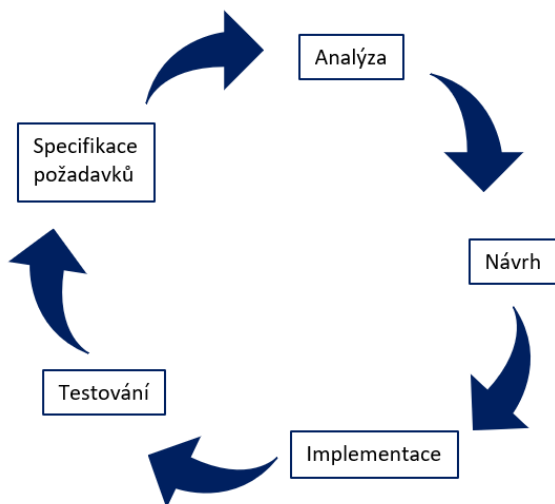 Analýza
Specifikace
požadavků
Návrh
Testování
Implementace